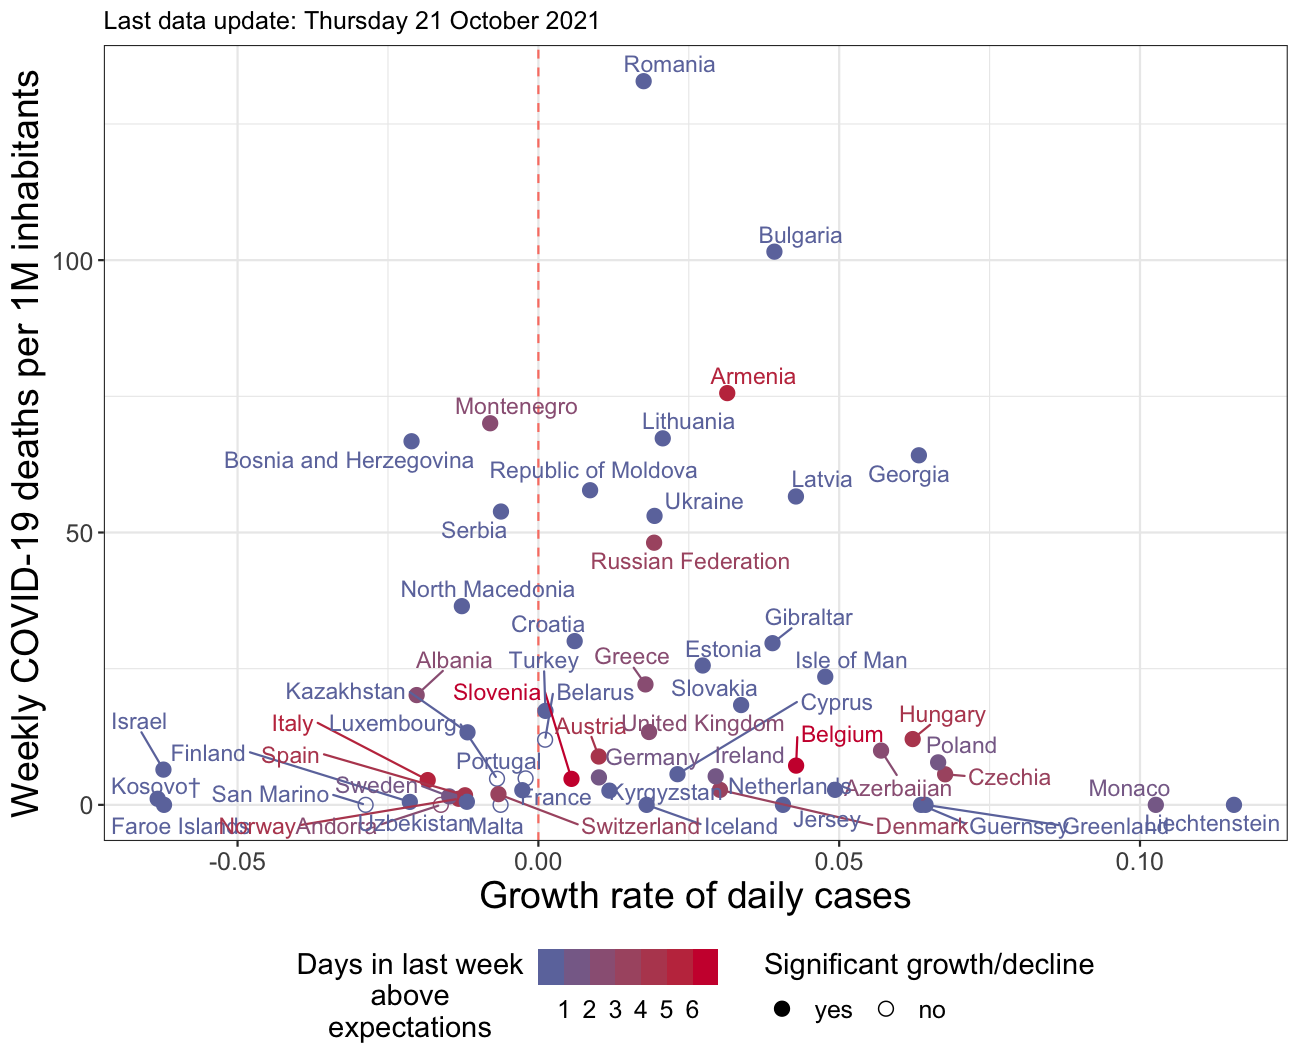 Last data update: Thursday 21 October 2021
Weekly COVID-19 deaths per 1M inhabitants
100
50
0
Romania
Bulgaria
Armenia
Montenegro
Lithuania
Bosnia and Herzegovina
Republic of Moldova
Georgia
Latvia
Ukraine
Serbia
Russian Federation
North Macedonia
Croatia
Gibraltar
Albania
Turkey
Greece
Estonia
Isle of Man
Kazakhstan
Slovenia
Belarus
Slovakia
Cyprus
Israel
Italy
Luxembourg
Austria
United Kingdom
Belgium
Hungary
Finland
Spain
Portugal
Germany
Ireland
Poland
Kosovo†
San Marino
Sweden
France
Kyrgyzstan
Netherlands
Azerbaijan
Czechia
Monaco
Faroe Islands
Norway
Andorra
Uzbekistan
Malta
Switzerland
Iceland
Jersey
Denmark
Guernsey
Greenland
Liechtenstein
-0.05
0.00
0.05
0.10
Growth rate of daily cases
Days in last week
above
expectations
1 2 3 4 5 6
Significant growth/decline
yes
no